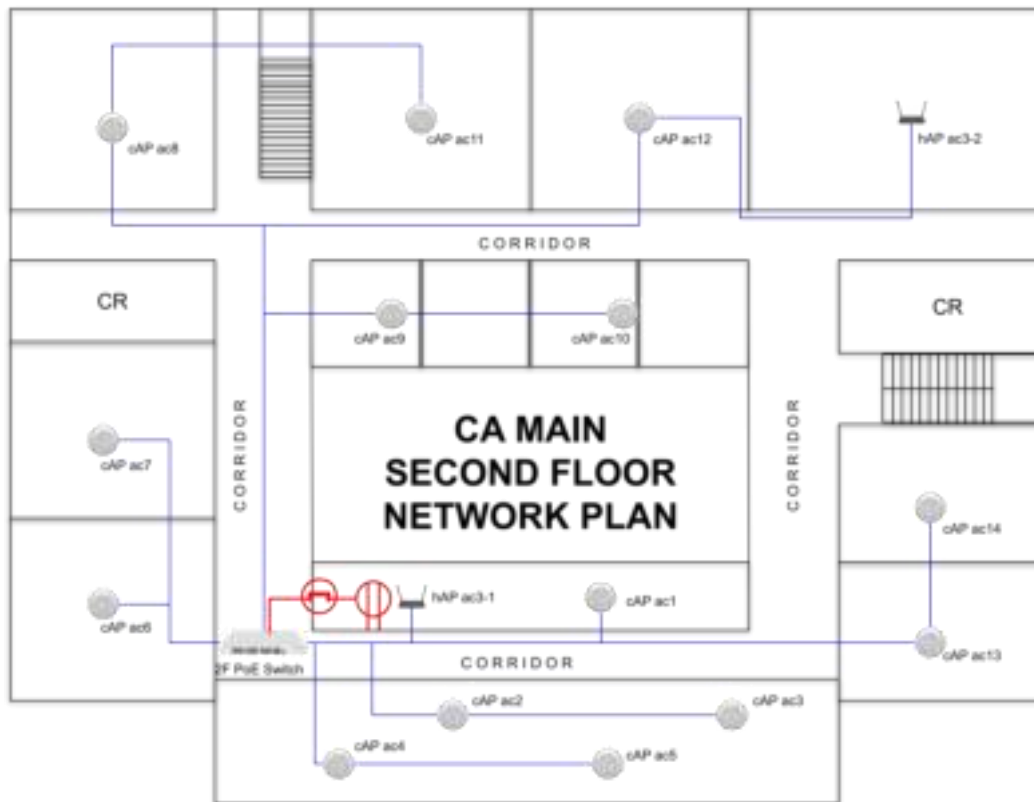 cAP ac8
cAP ac11
cAP ac12
hAP ac3-2
CORRIDOR
CR
CR
cAP ac9
cAP ac10
CORRIDOR
CORRIDOR
CA MAIN
SECOND FLOOR
NETWORK PLAN
cAP ac7
cAP ac14
hAP ac3-1
cAP ac1
cAP ac6
cAP ac13
2F PoE Switch
CORRIDOR
cAP ac2
cAP ac3
cAP ac4
cAP ac5